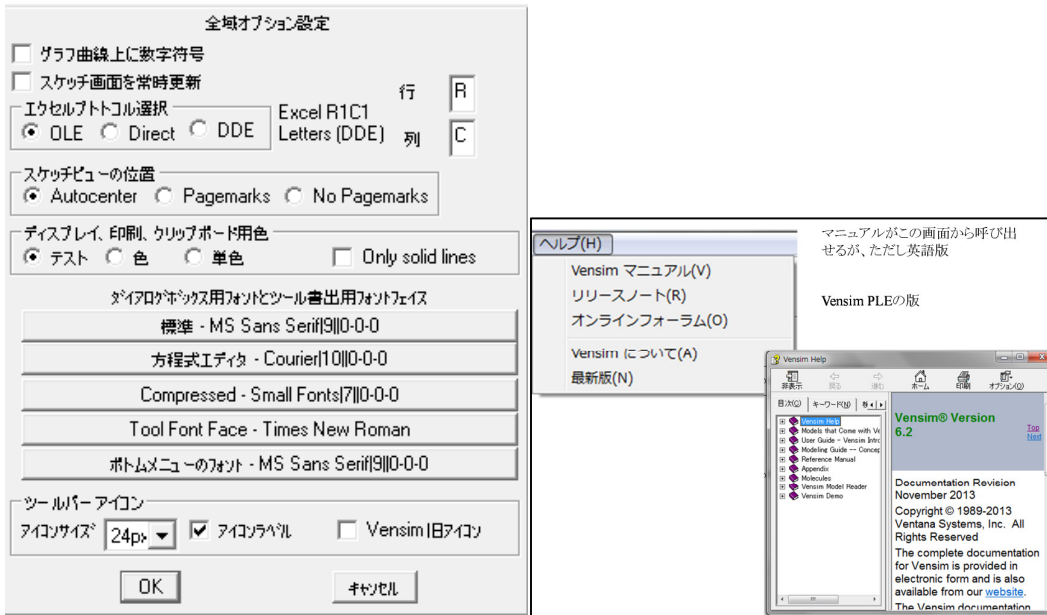 全域オプション設定
グラフ曲線上に数字符号
スケッチ画面を常時更新
行 R
エクセルプトトコル選択
OLE Direct DDE
Excel R1C1
Letters (DDE)
列 C
スケッチビューの位置
Autocenter Pagemarks No Pagemarks
ディスプレイ、印刷、クリップボード用色
テスト 色 単色 Only solid lines
ダイアログボックス用フォントとツール書出用フォントフェイス
標準 - MS Sans Serif|9||0-0-0
方程式エディタ - Courier|10||0-0-0
Compressed - Small Fonts|7||0-0-0
Tool Font Face - Times New Roman
ボトムメニューのフォント - MS Sans Serif|9||0-0-0
ツールバー アイコン
アイコンサイズ 24px アイコンラベル Vensim旧アイコン
OK キャンセル
ヘルプ(H)
Vensim マニュアル(V)
リリースノート(R)
オンラインフォーラム(O)
Vensim について(A)
最新版(N)
マニュアルがこの画面から呼び出
せるが、ただし英語版
Vensim PLEの版
Vensim Help
非表示 戻る 進む ホーム 印刷 オプション(O)
目次(C) キーワード(N)
Vensim Help
Models that Come with Ve
User Guide - Vensim Intro
Modeling Guide -- Concep
Reference Manual
Appendix
Molecules
Vensim Model Reader
Vensim Demo
Vensim® Version
6.2
Top
Next
Documentation Revision
November 2013
Copyright © 1989-2013
Ventana Systems, Inc. All
Rights Reserved
The complete documentation
for Vensim is provided in
electronic form and is also
available from our website.
The Vensim documentation